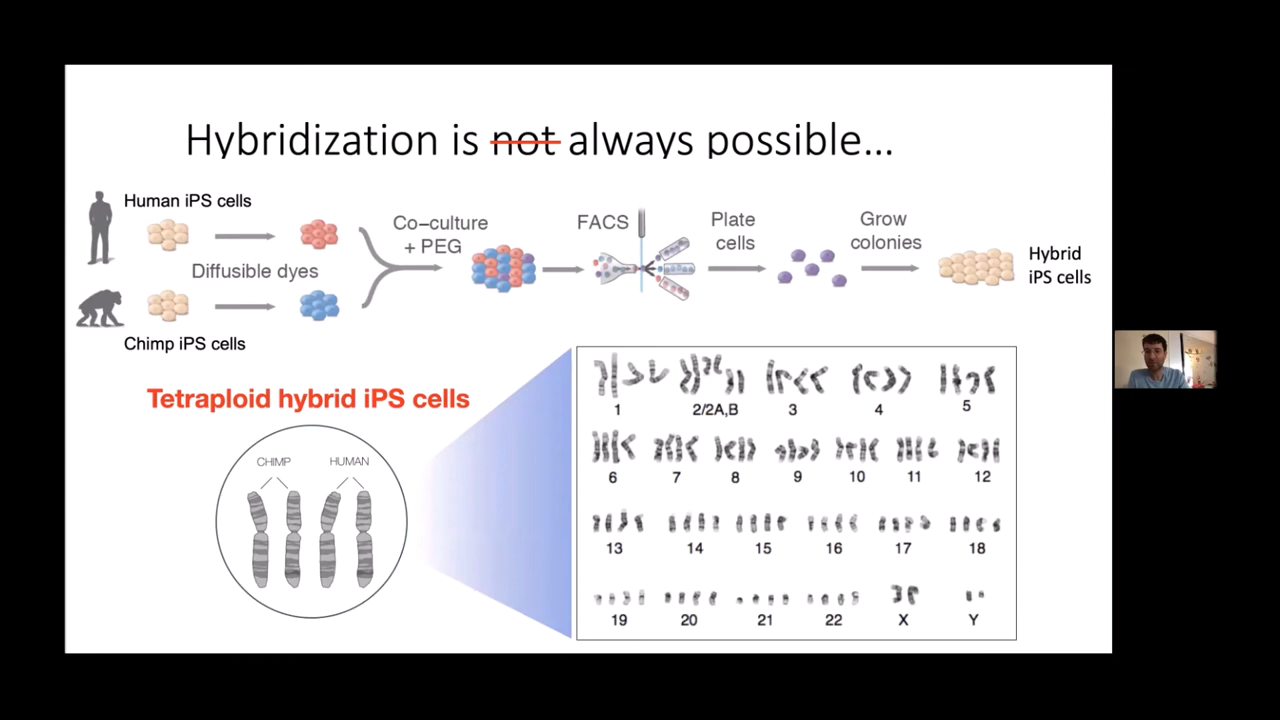 Hybridization is not always possible...
Human iPS cells
Diffusible dyes
Chimp iPS cells
Co–culture
+ PEG
FACS
Plate
cells
Grow
colonies
Hybrid
iPS cells
Tetraploid hybrid iPS cells
CHIMP HUMAN
1 2/2A,B 3 4 5
6 7 8 9 10 11 12
13 14 15 16 17 18
19 20 21 22 X Y